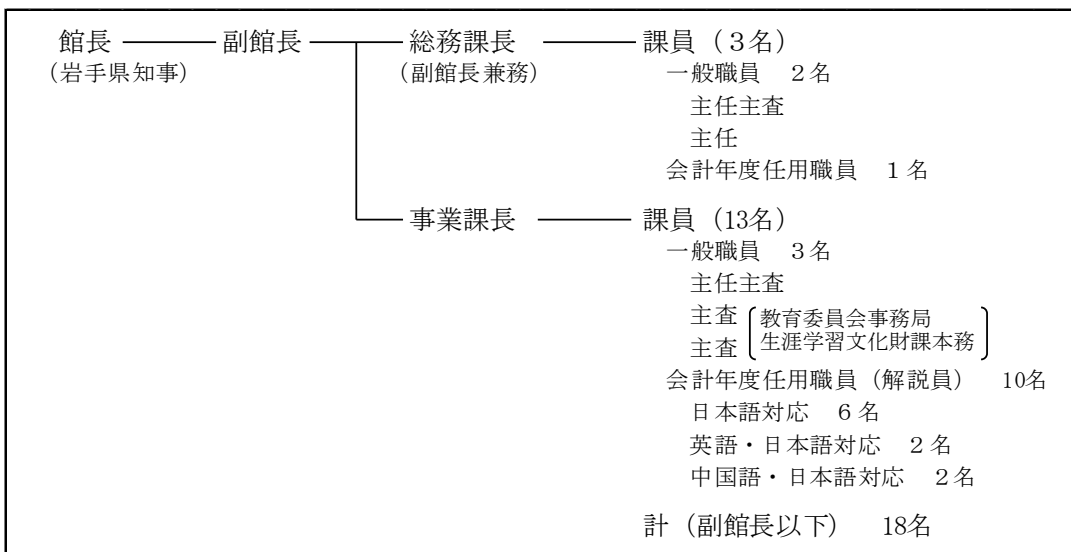 館長 副館長 総務課長 課員（３名）
（岩手県知事） （副館長兼務） 一般職員　２名
主任主査
主任
会計年度任用職員　１名
事業課長 課員（13名）
一般職員　３名
主任主査
主査 教育委員会事務局
主査 生涯学習文化財課本務
会計年度任用職員（解説員）　10名
日本語対応　６名
英語・日本語対応　２名
中国語・日本語対応　２名
計（副館長以下）　18名